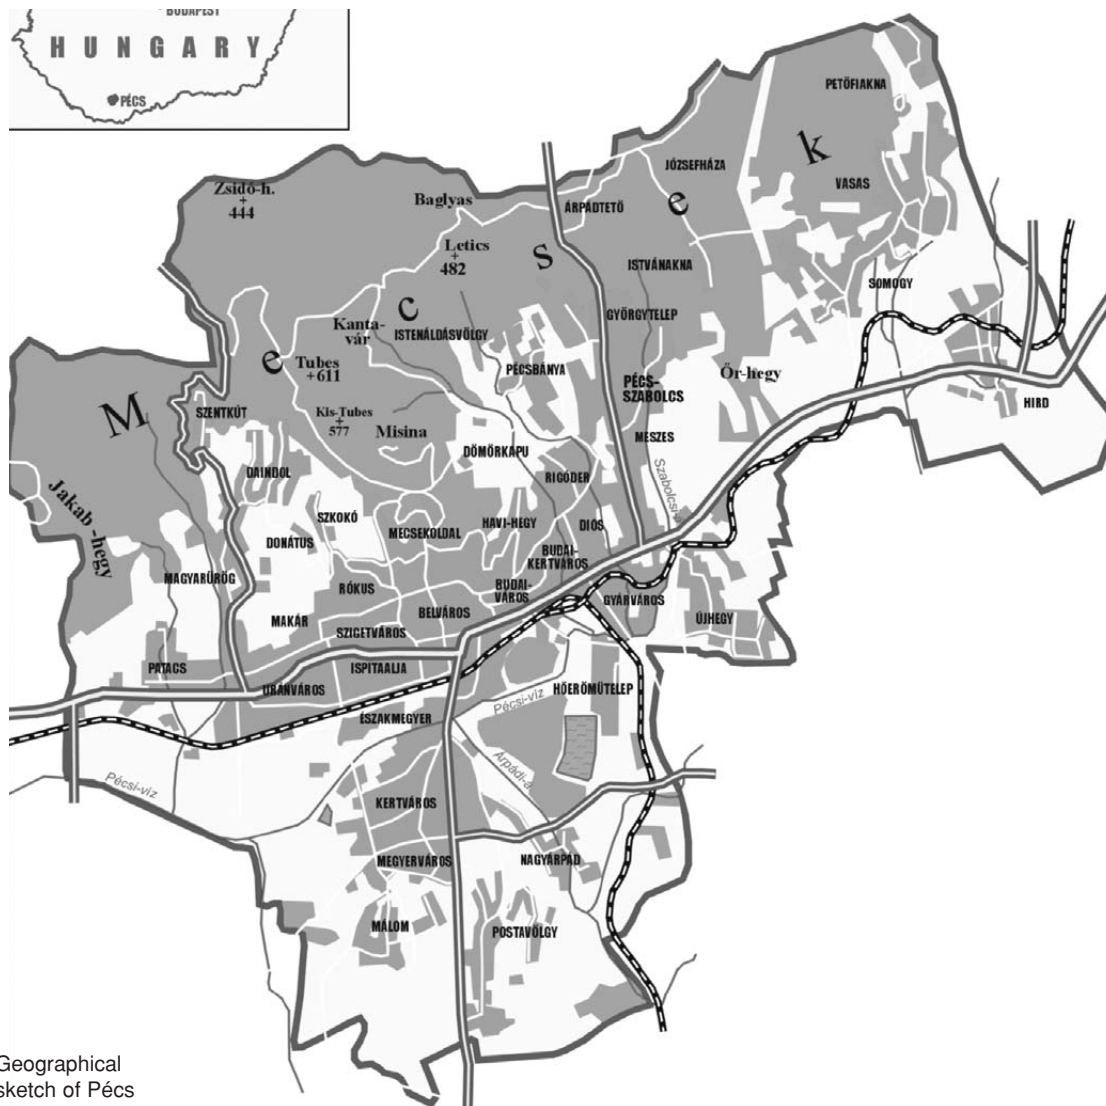 BUDAPEST
HUNGARY
PÉCS
PETŐFIAKNA
k
JÓZSEFHÁZA
VASAS
Zsidó-h.
+
444
Baglyas
ÁRPÁDTETŐ
e
Letics
+
482
s
ISTVÁNAKNA
SOMOGY
c
GYÖRGYTELEP
Kanta-
vár
ISTENÁLDÁSVÖLGY
e
Tubes
+611
PÉCSBÁNYA
Őr-hegy
PÉCS-
SZABOLCS
M
SZENTKÚT
Kis-Tubes
+
577
Misina
HIRD
MESZES
DÖMÖRKAPU
DAINDOL
RIGÓDER
Jakab-hegy
Szabolcsi-
SZKOKÓ
HAVI-HEGY
DIOS
MECSEKOLDAL
DONÁTUS
BUDAI-
KERTVÁROS
MAGYARÜRÖG
RÓKUS
BUDAI-
VÁROS
GYÁRVÁROS
BELVÁROS
MAKÁR
ÚJHEGY
SZIGETVÁROS
PATACS
ISPITAALJA
URÁNVÁROS
HŐERŐMŰTELEP
Pécsi-víz
ÉSZAKMEGYER
Árpádi-á
Pécsi-víz
KERTVÁROS
MEGYERVÁROS
NAGYÁRPÁD
MÁLOM
POSTAVÖLGY
Geographical
sketch of Pécs